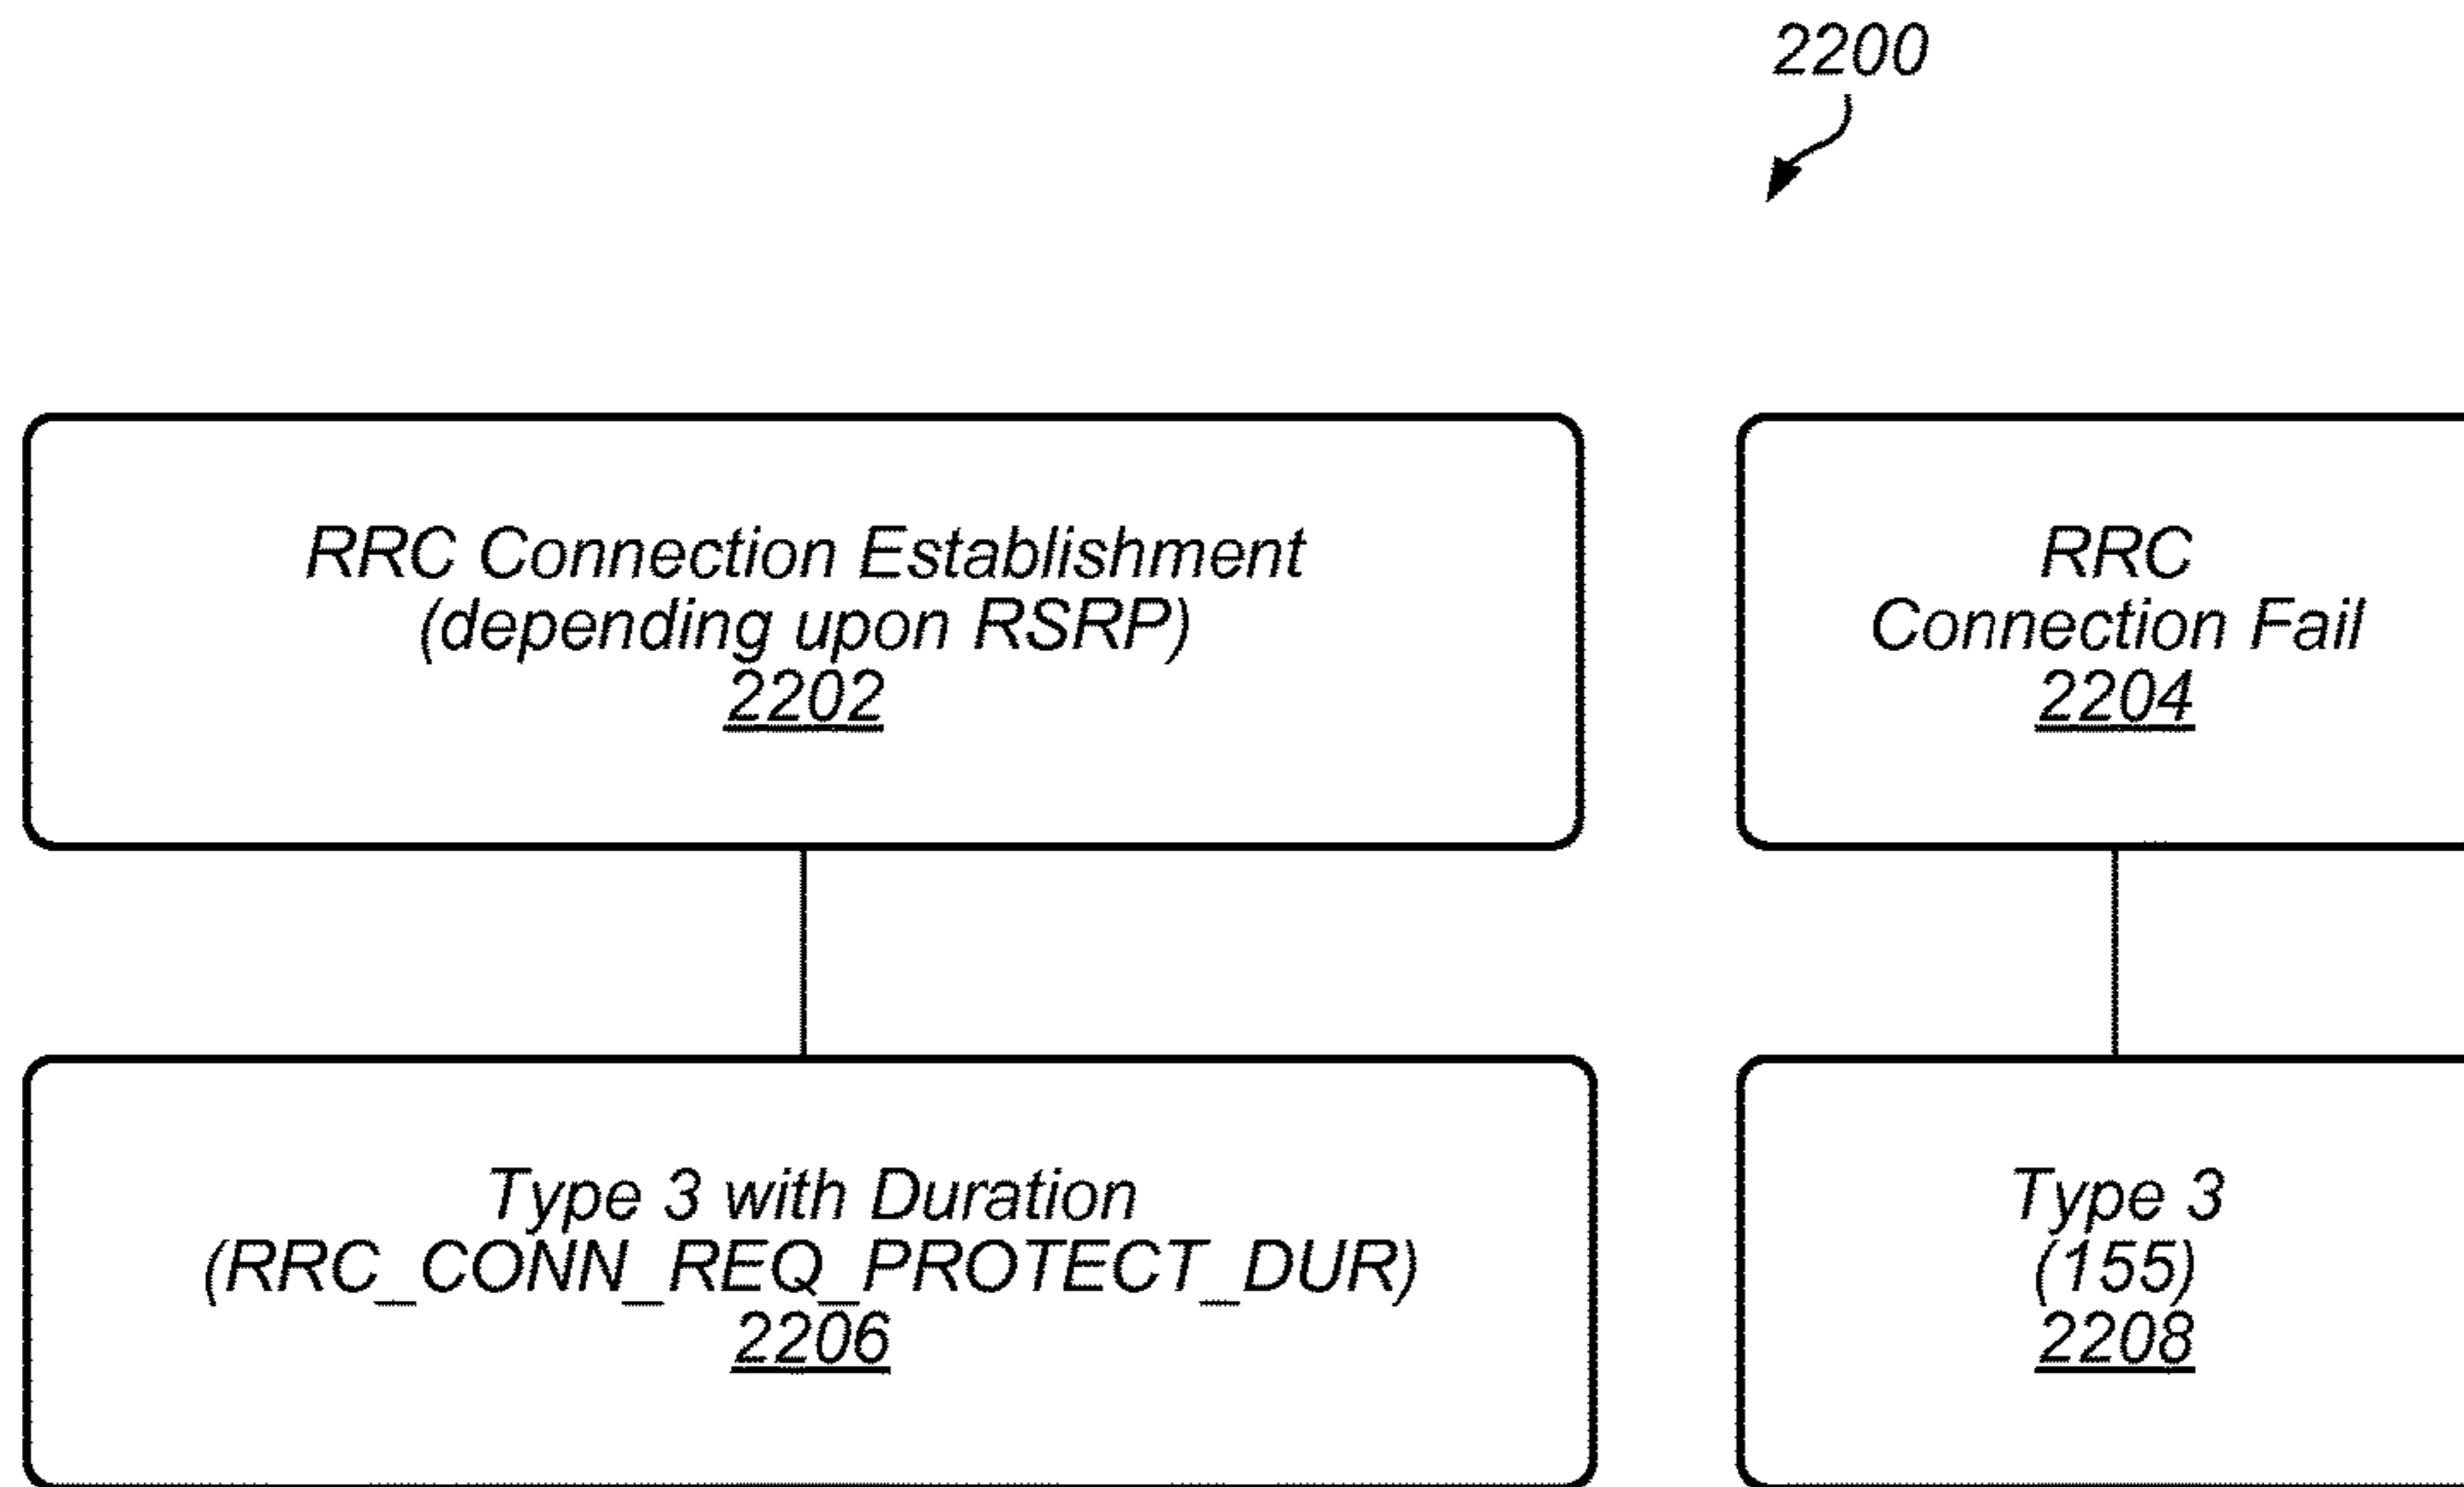 2200
RRC Connection Establishment
(depending upon RSRP)
2202
RRC
Connection Fail
2204
Type 3 with Duration
(RRC_CONN_REQ_PROTECT_DUR)
2206
Type 3
(155)
2208